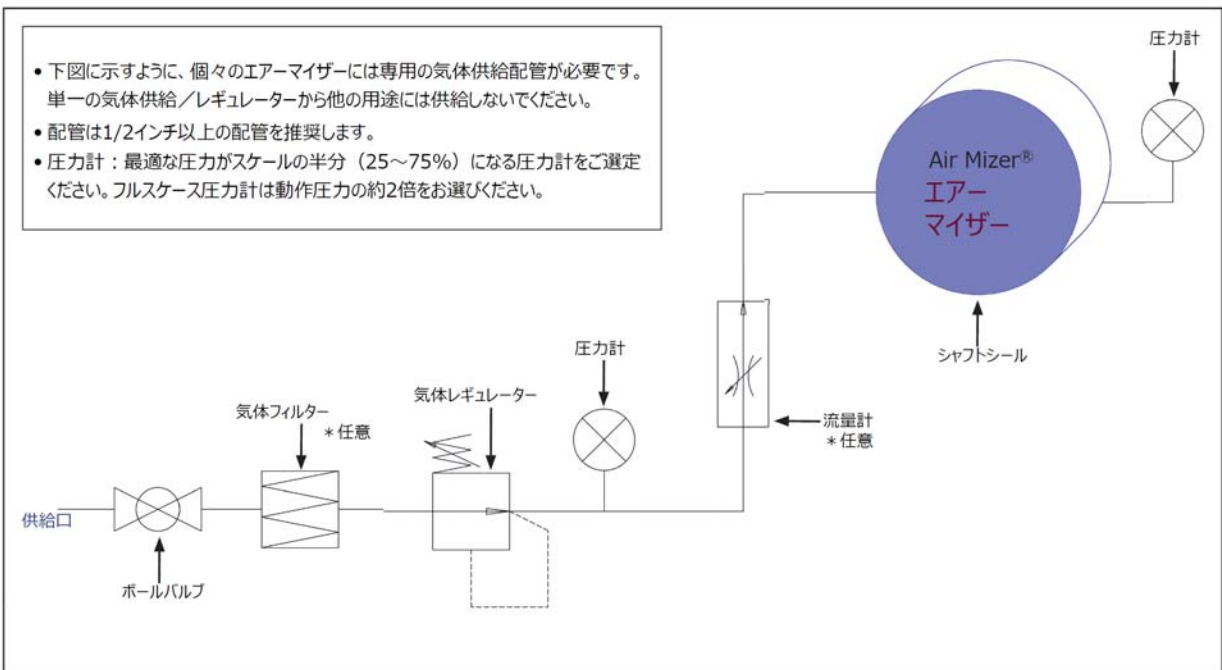 • 下図に示すように、個々のエアーマイザーには専用の気体供給配管が必要です。
単一の気体供給／レギュレーターから他の用途には供給しないでください。
• 配管は1/2インチ以上の配管を推奨します。
• 圧力計：最適な圧力がスケールの半分（25～75%）になる圧力計をご選定
ください。フルスケース圧力計は動作圧力の約2倍をお選びください。
圧力計
Air Mizer®
エアー
マイザー
シャフトシール
圧力計
気体レギュレーター
気体フィルター
＊任意
流量計
＊任意
供給口
ボールバルブ